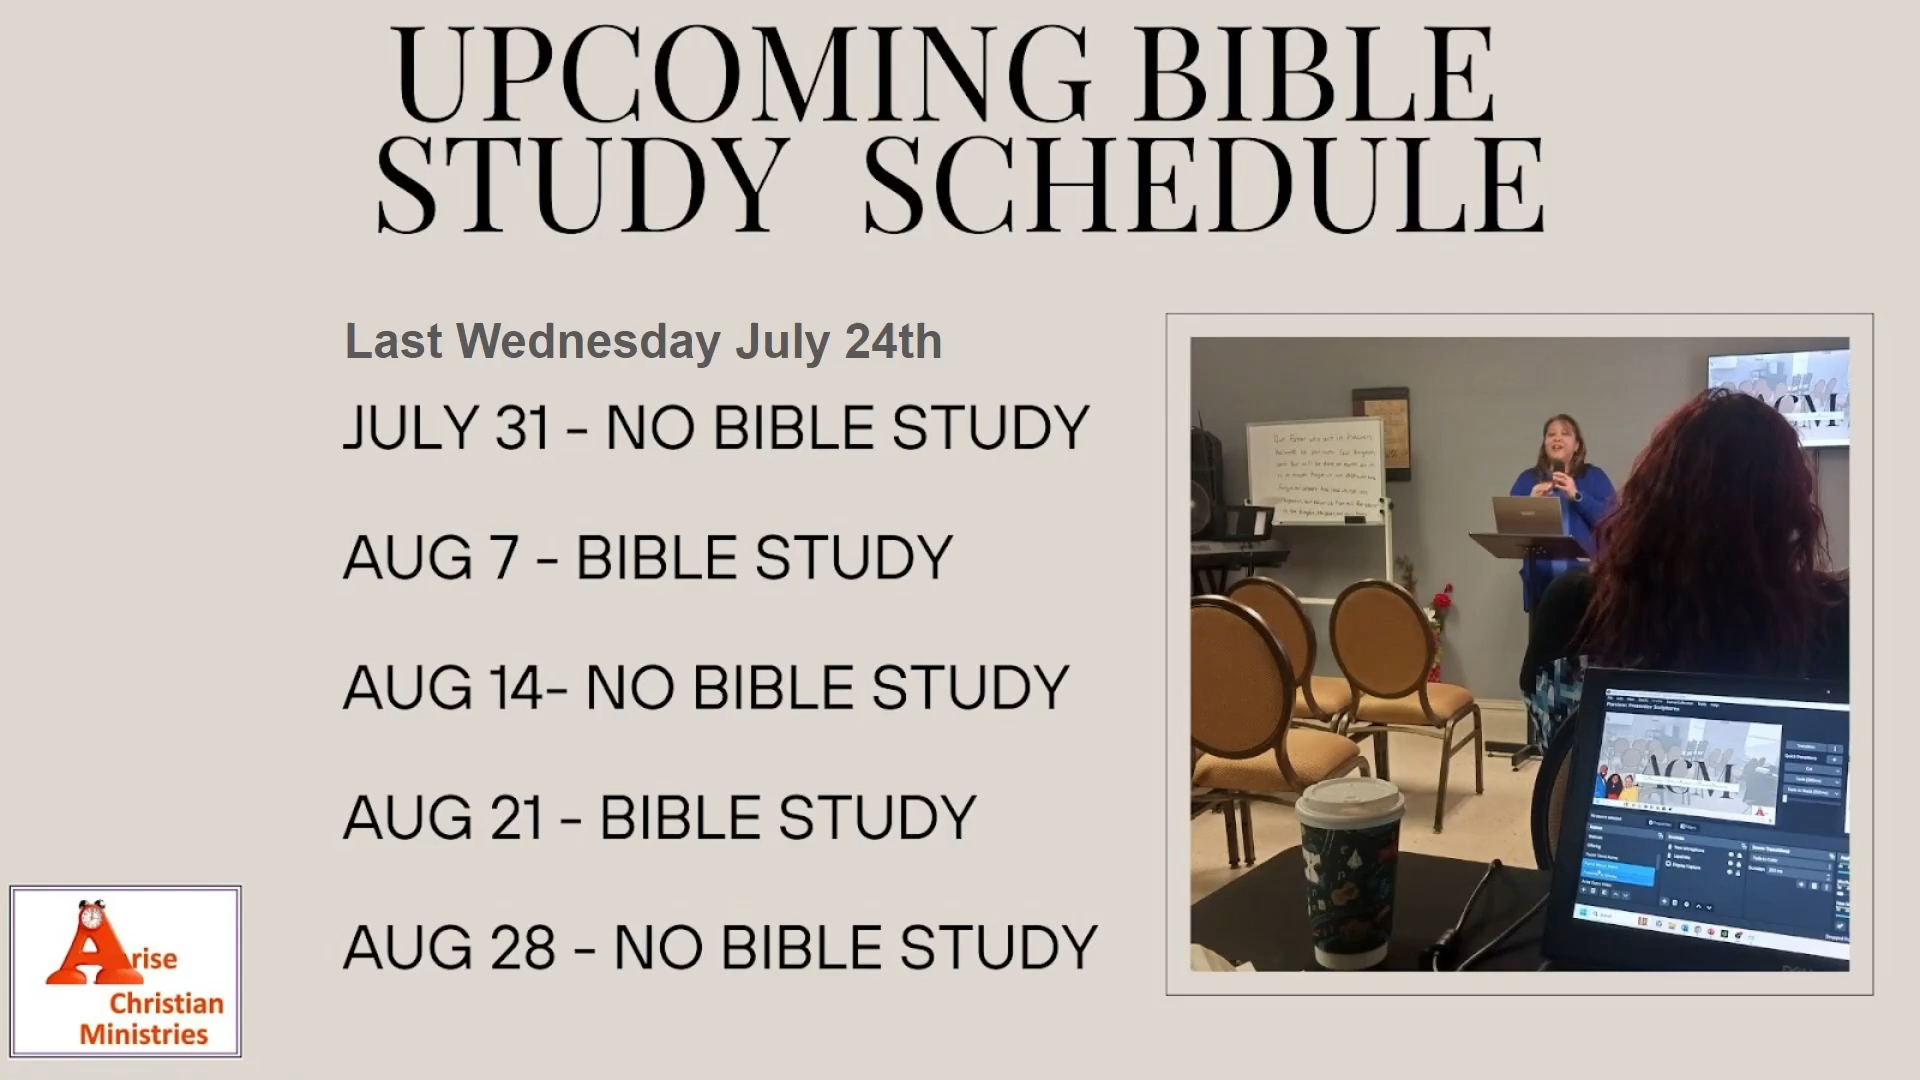 UPCOMING BIBLE
STUDY SCHEDULE
Last Wednesday July 24th
JULY 31 - NO BIBLE STUDY
AUG 7 - BIBLE STUDY
AUG 14- NO BIBLE STUDY
AUG 21 - BIBLE STUDY
AUG 28 - NO BIBLE STUDY
Arise
Christian
Ministries
ACM
ACM